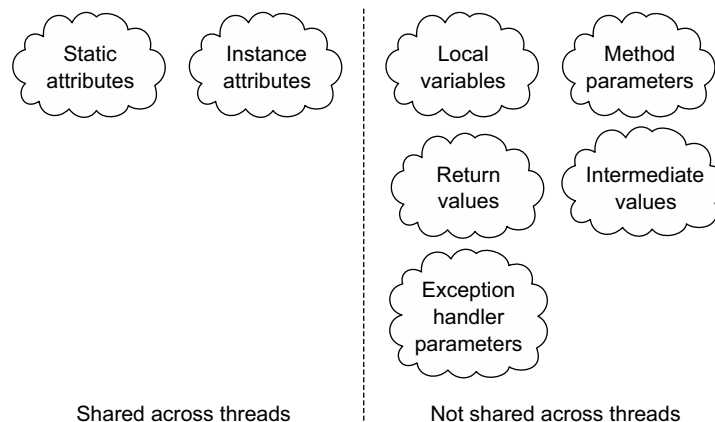 Static
attributes
Instance
attributes
Local
variables
Method
parameters
Return
values
Intermediate
values
Exception
handler
parameters
Shared across threads
Not shared across threads